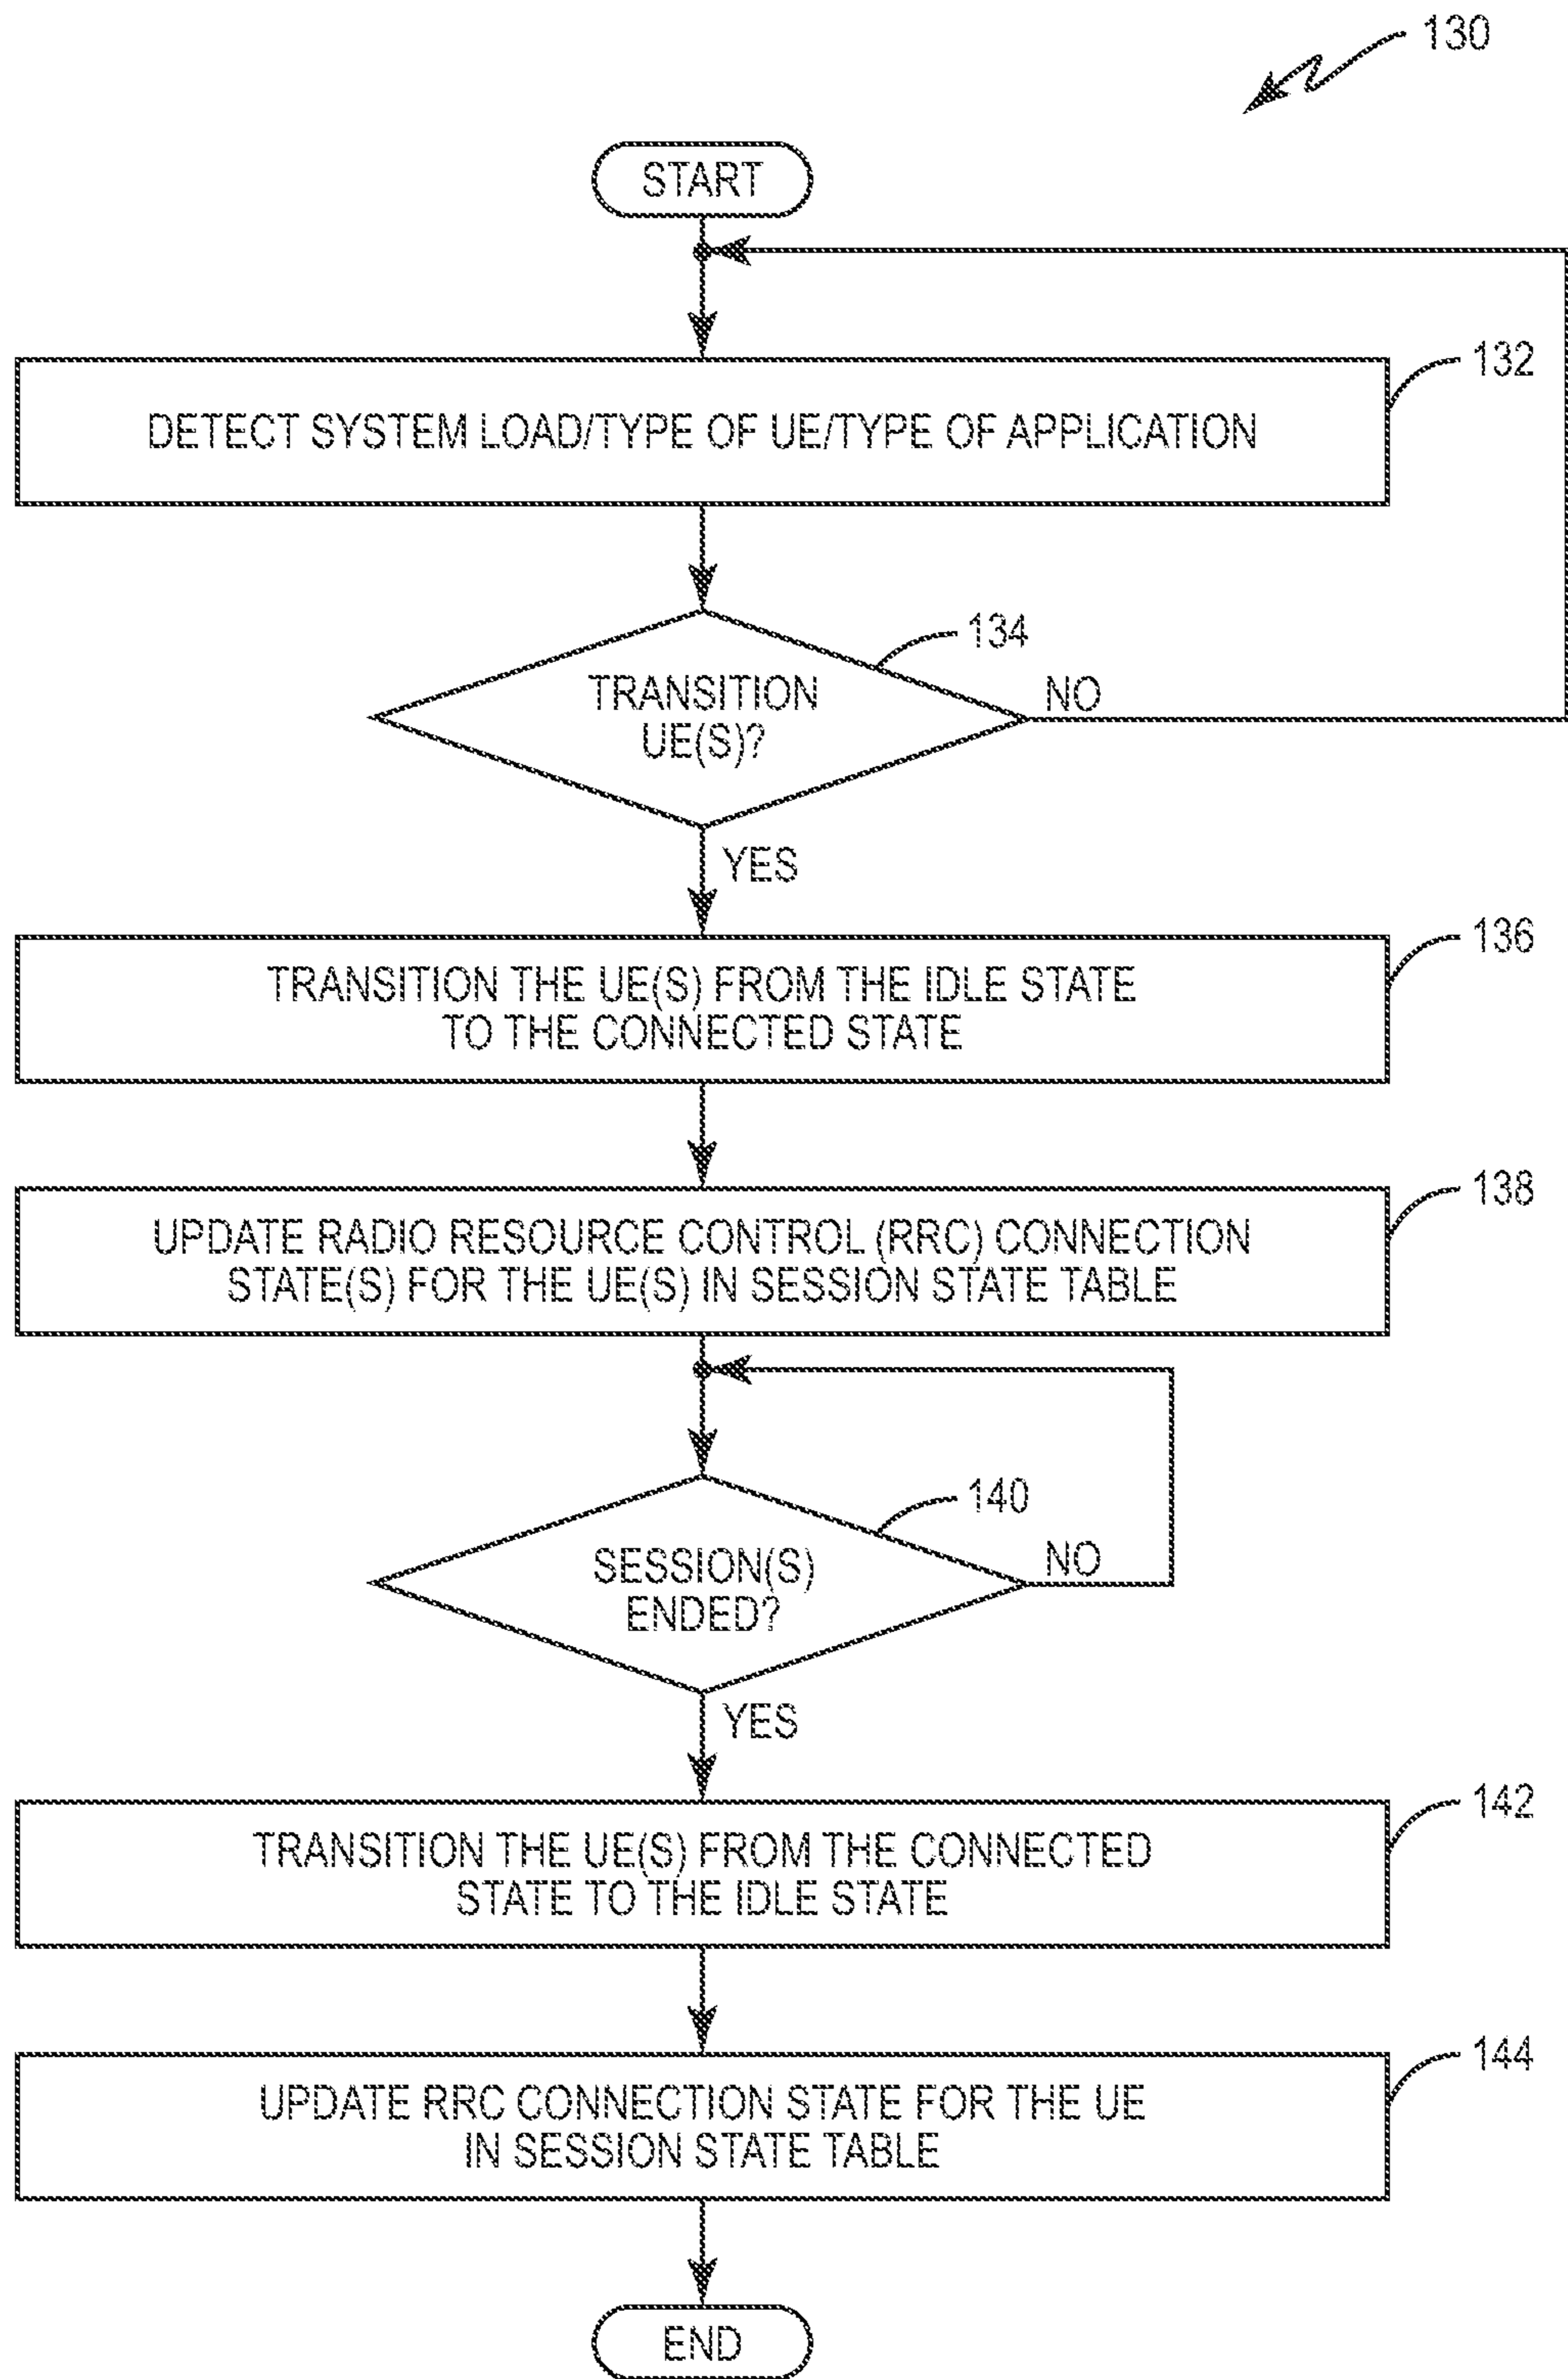 130
START
132
DETECT SYSTEM LOAD/TYPE OF UE/TYPE OF APPLICATION
134
TRANSITION
UE(S)?
NO
YES
136
TRANSITION THE UE(S) FROM THE IDLE STATE
TO THE CONNECTED STATE
138
UPDATE RADIO RESOURCE CONTROL (RRC) CONNECTION
STATE(S) FOR THE UE(S) IN SESSION STATE TABLE
140
SESSION(S)
ENDED?
NO
YES
142
TRANSITION THE UE(S) FROM THE CONNECTED
STATE TO THE IDLE STATE
144
UPDATE RRC CONNECTION STATE FOR THE UE
IN SESSION STATE TABLE
END